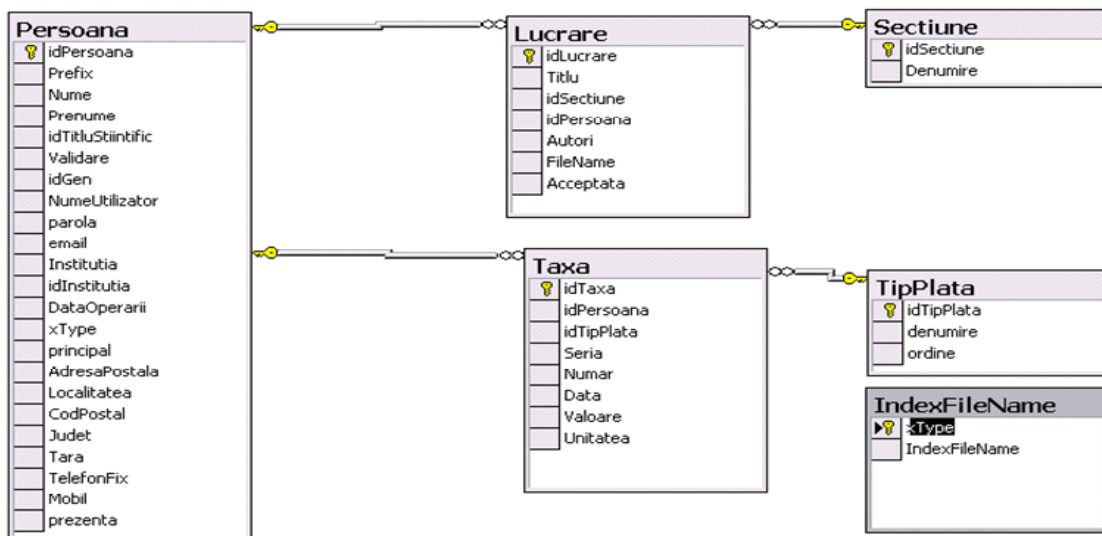 Persoana
idPersoana
Prefix
Nume
Prenume
idTitluStiintific
Validare
idGen
NumeUtilizator
parola
email
Institutia
idInstitutia
DataOperarii
xType
principal
AdresaPostala
Localitatea
CodPostal
Judet
Tara
TelefonFix
Mobil
prezenta
Lucrare
idLucrare
Titlu
idSectiune
idPersoana
Autori
FileName
Acceptata
Sectiune
idSectiune
Denumire
Taxa
idTaxa
idPersoana
idTipPlata
Seria
Numar
Data
Valoare
Unitatea
TipPlata
idTipPlata
denumire
ordine
IndexFileName
xType
IndexFileName